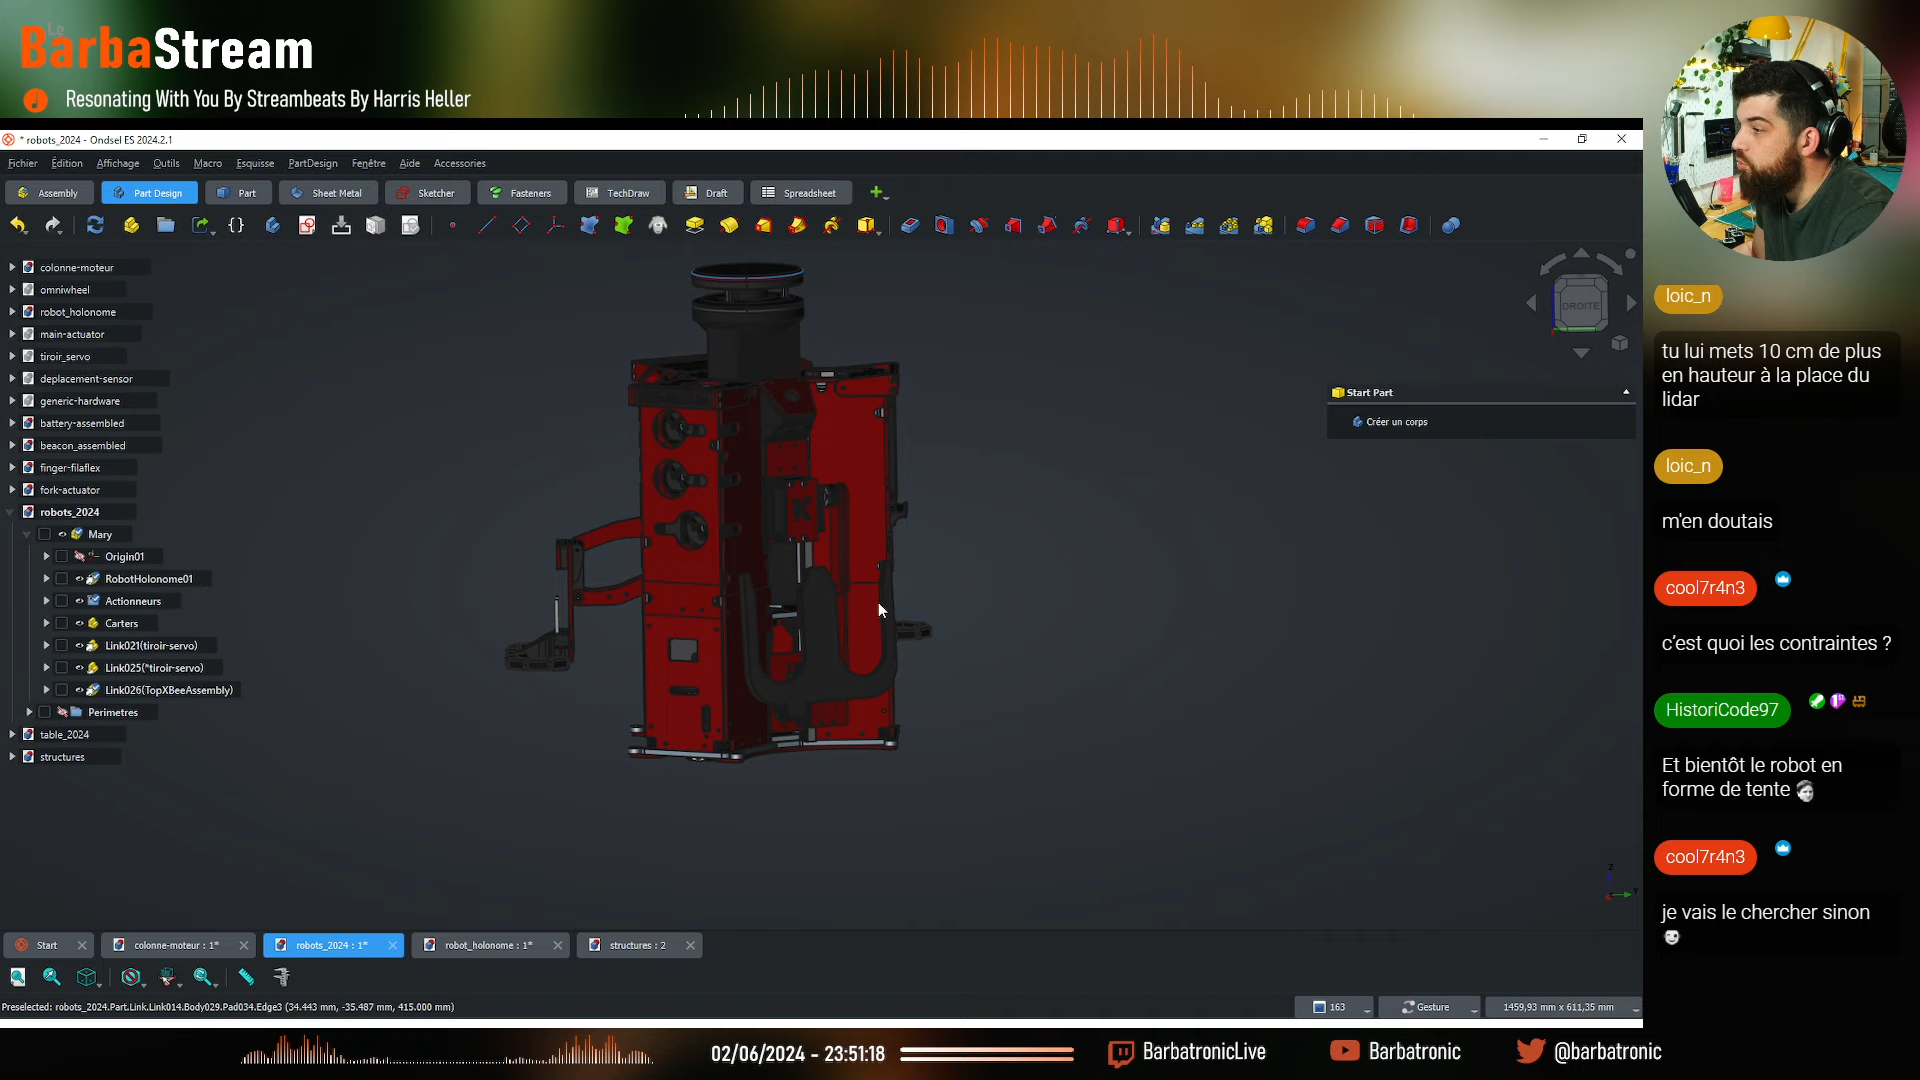 Le
BarbaStream
Resonating With You By Streambeats By Harris Heller
* robots_2024 - Ondsel ES 2024.2.1
Fichier Édition Affichage Outils Macro Esquisse PartDesign Fenêtre Aide Accessories
Assembly Part Design Part Sheet Metal Sketcher Fasteners TechDraw Draft Spreadsheet
colonne-moteur
omniwheel
robot_holonome
main-actuator
tiroir_servo
deplacement-sensor
generic-hardware
battery-assembled
beacon_assembled
finger-filaflex
fork-actuator
robots_2024
Mary
Origin01
RobotHolonome01
Actionneurs
Carters
Link021(tiroir-servo)
Link025(*tiroir-servo)
Link026(TopXBeeAssembly)
Perimetres
table_2024
structures
DROITE
Start Part
Créer un corps
K
Z
Y
Start colonne-moteur : 1* robots_2024 : 1* robot_holonome : 1* structures : 2
Preselected: robots_2024.Part.Link.Link014.Body029.Pad034.Edge3 (34.443 mm, -35.487 mm, 415.000 mm)
163 Gesture 1459,93 mm x 611,35 mm
loic_n
tu lui mets 10 cm de plus
en hauteur à la place du
lidar
loic_n
m'en doutais
cool7r4n3
c'est quoi les contraintes ?
HistoriCode97
Et bientôt le robot en
forme de tente
cool7r4n3
je vais le chercher sinon
02/06/2024 - 23:51:18
BarbatronicLive
Barbatronic
@barbatronic